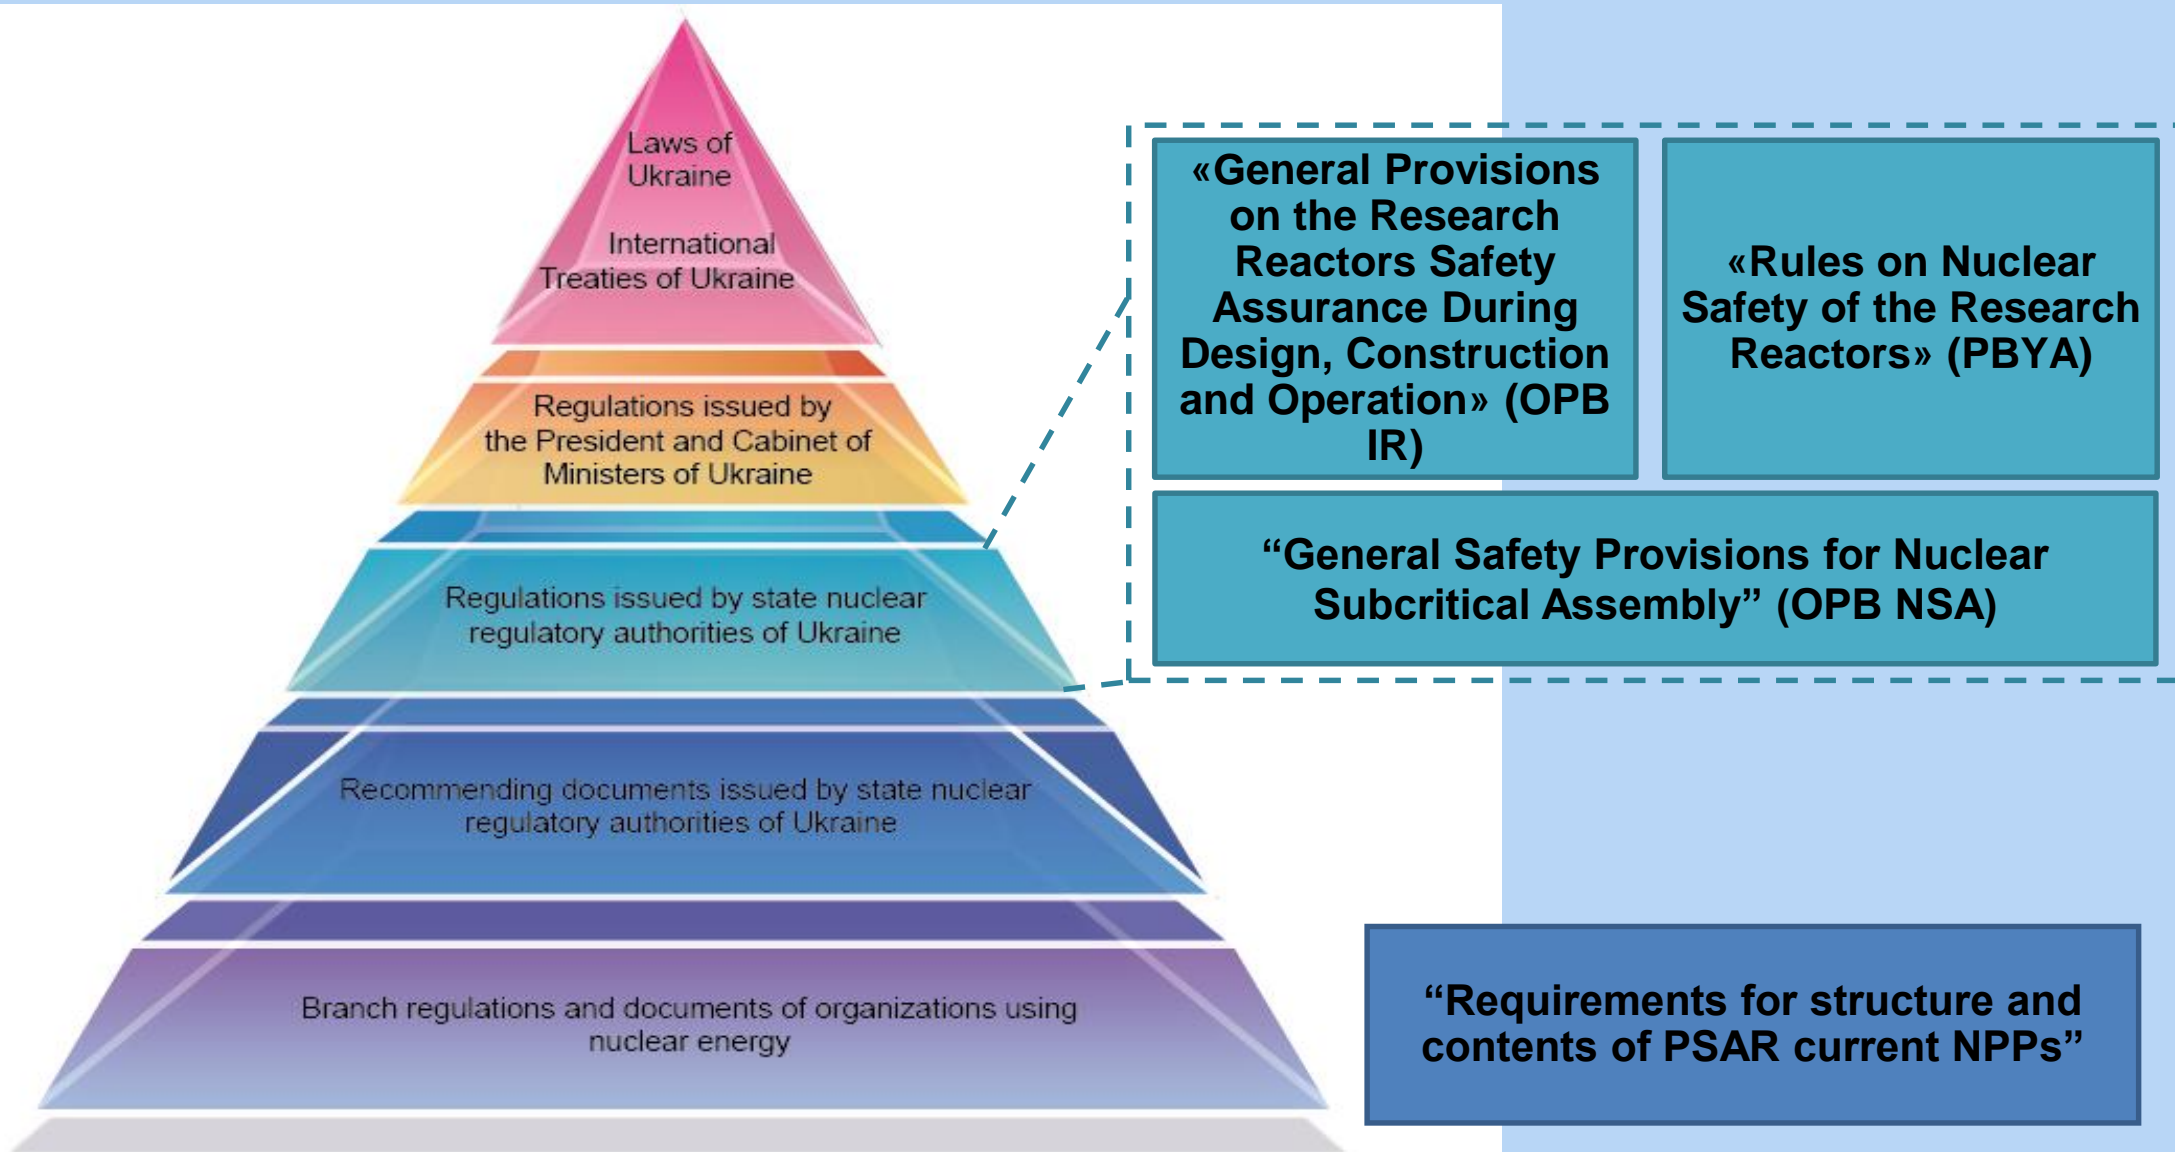 Laws of
Ukraine
International
Treaties of Ukraine
Regulations issued by
the President and Cabinet of
Ministers of Ukraine
Regulations issued by state nuclear
regulatory authorities of Ukraine
Recommending documents issued by state nuclear
regulatory authorities of Ukraine
Branch regulations and documents of organizations using
nuclear energy
«General Provisions
on the Research
Reactors Safety
Assurance During
Design, Construction
and Operation» (OPB
IR)
«Rules on Nuclear
Safety of the Research
Reactors» (PBYA)
“General Safety Provisions for Nuclear
Subcritical Assembly” (OPB NSA)
“Requirements for structure and
contents of PSAR current NPPs”